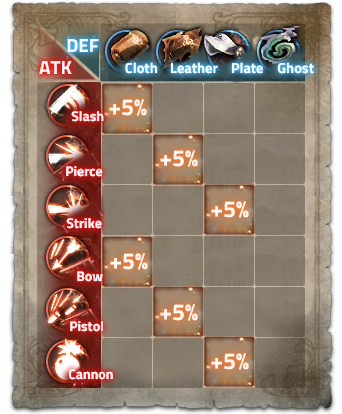 DEF
ATK
Cloth Leather Plate Ghost
Slash +5%
Pierce +5%
Strike +5%
Bow +5%
Pistol +5%
Cannon +5%